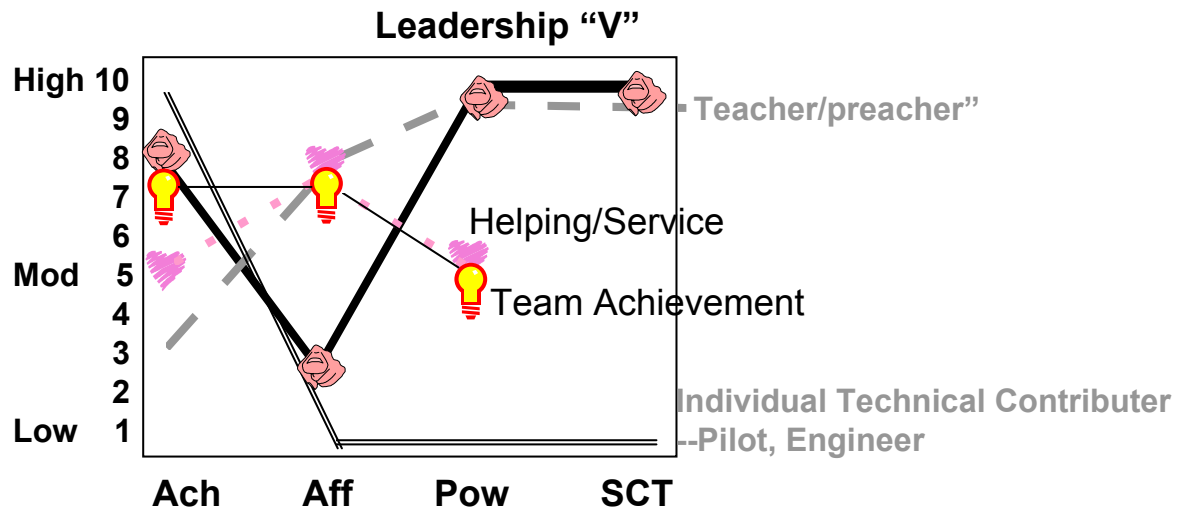 Leadership “V”
High 10
9
Teacher/preacher”
8
7
6
Helping/Service
Mod 5
4
Team Achievement
3
2
Individual Technical Contributer
Low 1
--Pilot, Engineer
Ach Aff Pow SCT